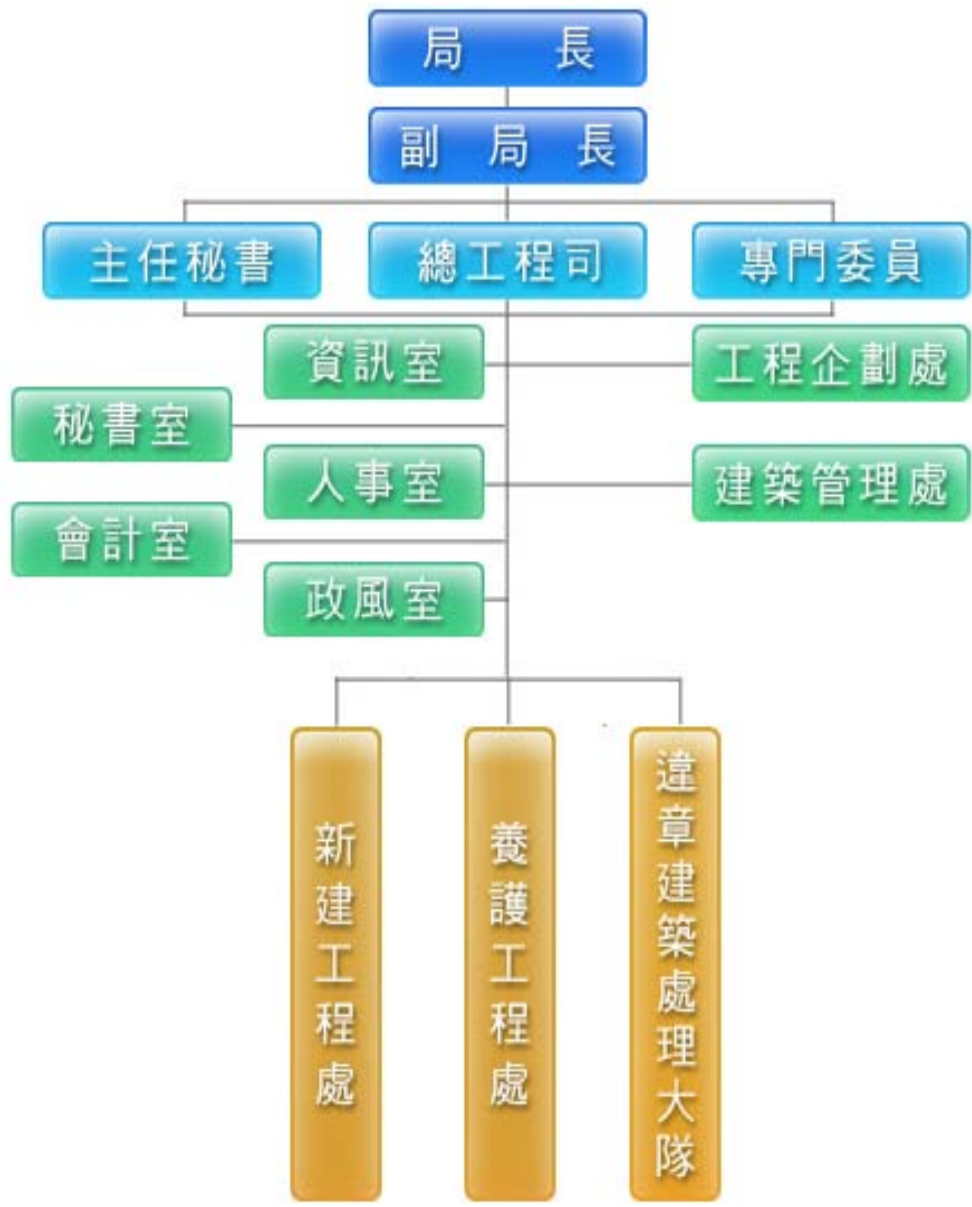 局 長
副 局 長
主任秘書
總工程司
專門委員
資訊室
工程企劃處
秘書室
人事室
建築管理處
會計室
政風室
新建工程處
養護工程處
違章建築處理大隊